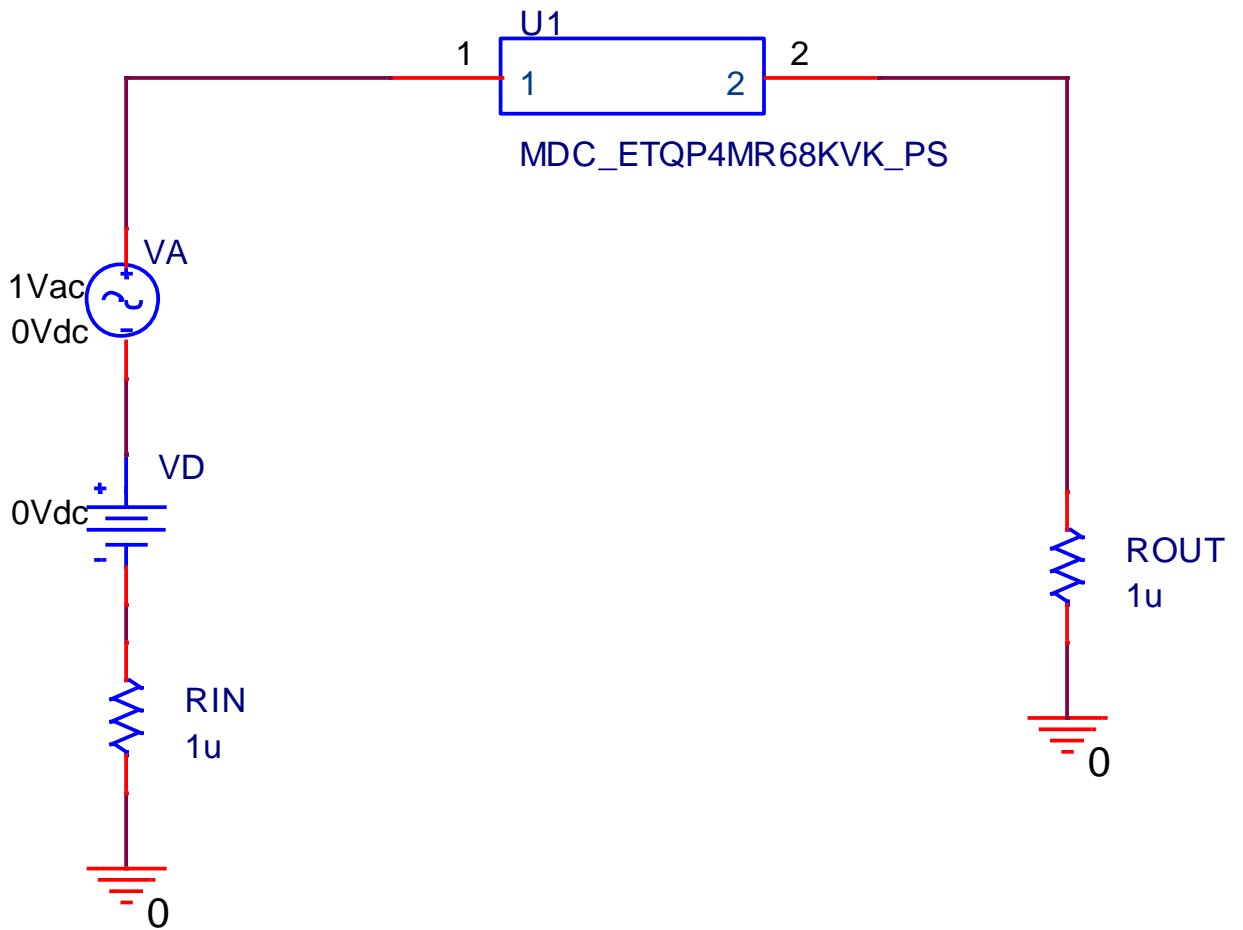 U1
1
1
2
2
MDC_ETQP4MR68KVK_PS
VA
1Vac
0Vdc
VD
0Vdc
ROUT
1u
RIN
1u
0
0